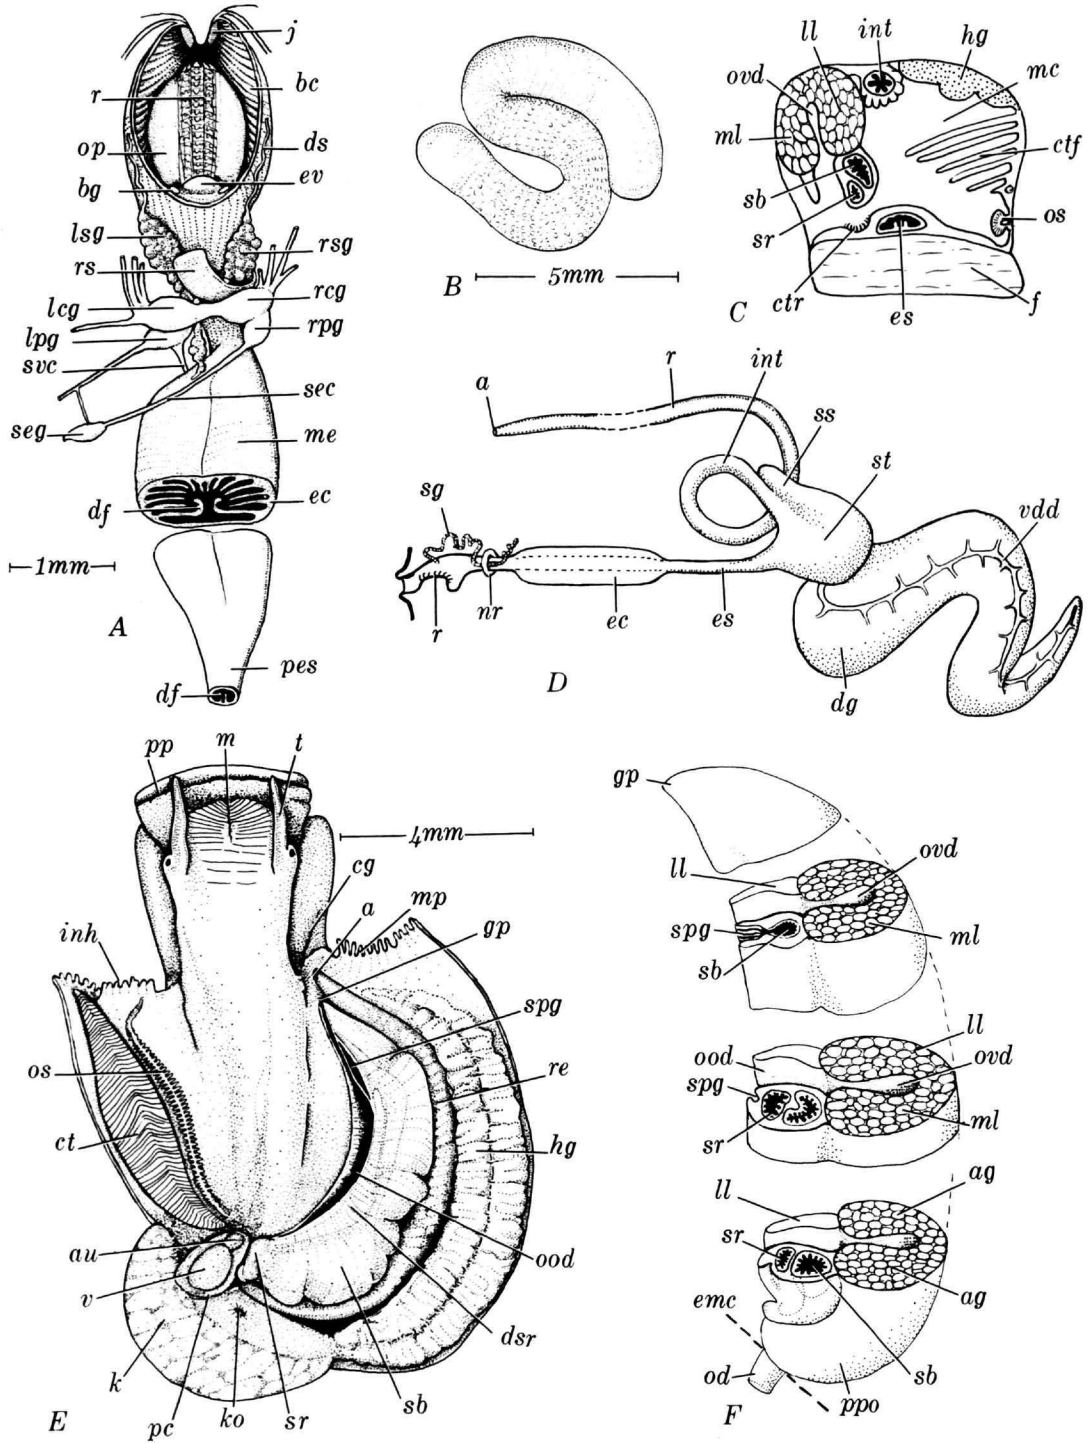 j
r
bc
op
ds
bg
ev
lsg
rsg
rs
lcg
rcg
lpg
rpg
svc
sec
seg
me
df
ec
1mm
A
pes
df
B
5mm
ll
int
hg
ovd
mc
ml
ctf
sb
os
sr
ctr
es
f
C
int
a
r
ss
sg
st
vdd
r
nr
ec
es
D
dg
pp
m
t
4mm
cg
a
mp
gp
inh
spg
os
re
ct
hg
au
ood
v
dsr
k
pc
ko
sr
sb
E
gp
ovd
ll
spg
ml
sb
ll
ood
ovd
spg
ml
sr
ag
ll
sr
ag
emc
od
sb
ppo
F